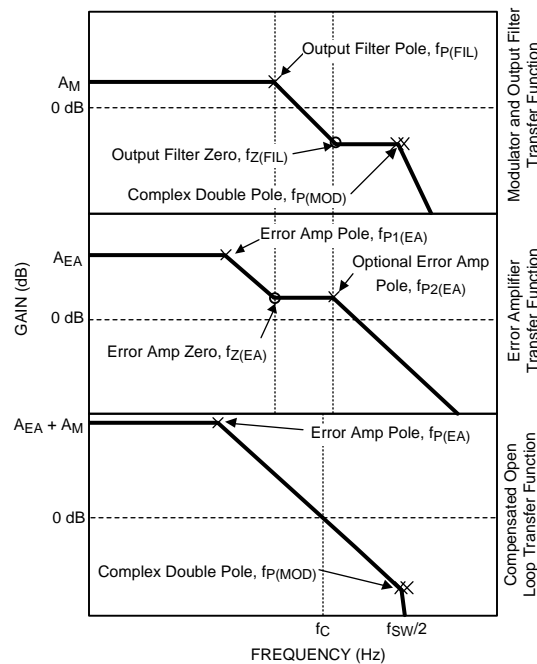 Output Filter Pole, fP(FIL)
AM
0 dB
Output Filter Zero, fZ(FIL)
Complex Double Pole, fP(MOD)
Modulator and Output Filter
Transfer Function
Error Amp Pole, fP1(EA)
AEA
Optional Error Amp
Pole, fP2(EA)
0 dB
Error Amp Zero, fZ(EA)
Error Amplifier
Transfer Function
GAIN (dB)
AEA + AM
Error Amp Pole, fP(EA)
0 dB
Complex Double Pole, fP(MOD)
Compensated Open
Loop Transfer Function
fC
fSW/2
FREQUENCY (Hz)